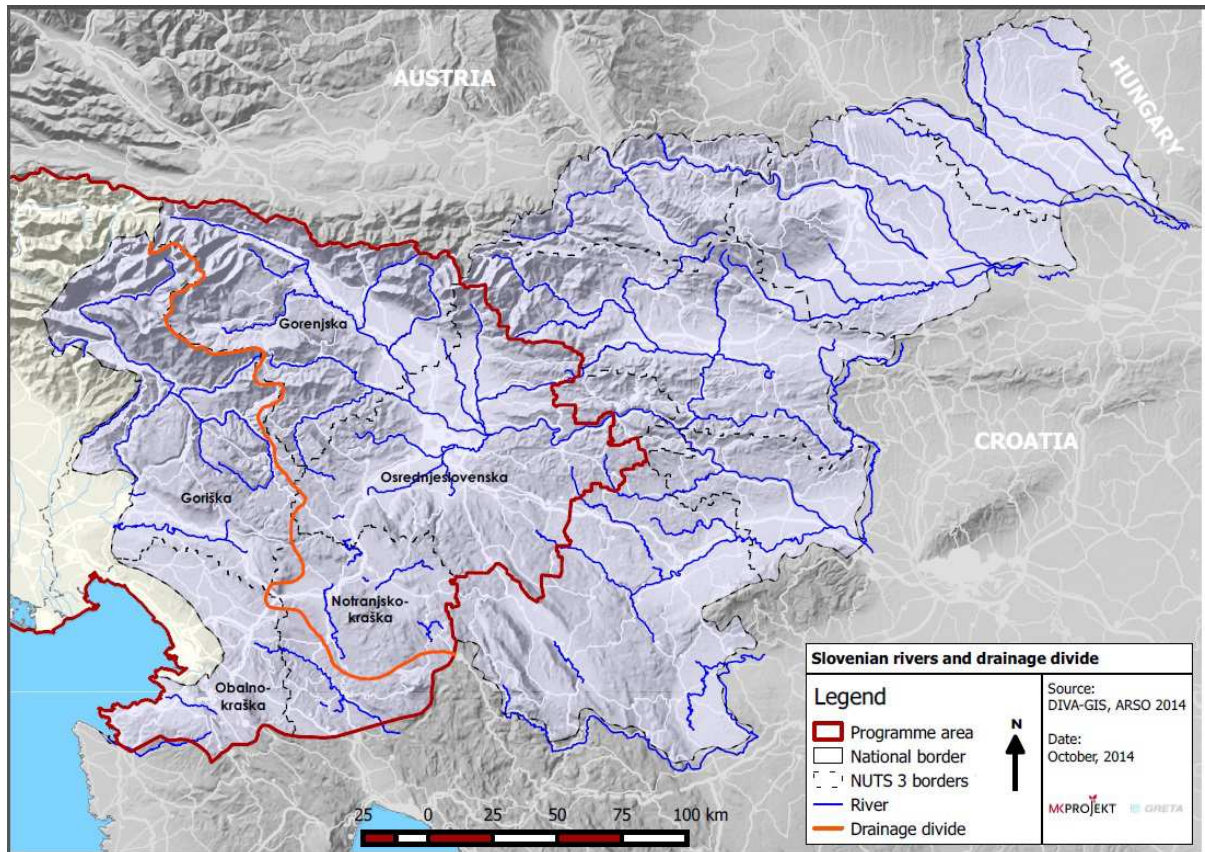 AUSTRIA
HUNGARY
Gorenjska
CROATIA
Osrednjeslovenska
Goriška
Notranjsko-
kraška
Obalno-
kraška
Slovenian rivers and drainage divide
Legend
Programme area
National border
NUTS 3 borders
River
Drainage divide
N
Source:
DIVA-GIS, ARSO 2014
Date:
October, 2014
MKPROJEKT GRETA
25 0 25 50 75 100 km